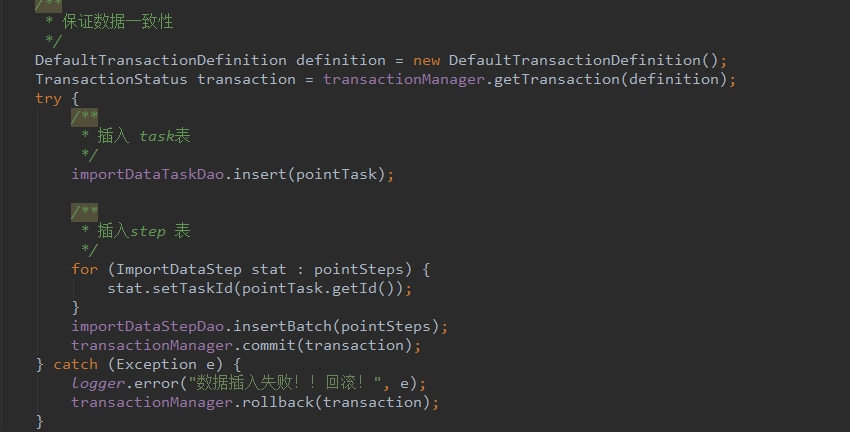 /**
 * 保证数据一致性
 */
DefaultTransactionDefinition definition = new DefaultTransactionDefinition();
TransactionStatus transaction = transactionManager.getTransaction(definition);
try {
    /**
     * 插入 task表
     */
    importDataTaskDao.insert(pointTask);

    /**
     * 插入step 表
     */
    for (ImportDataStep stat : pointSteps) {
        stat.setTaskId(pointTask.getId());
    }
    importDataStepDao.insertBatch(pointSteps);
    transactionManager.commit(transaction);
} catch (Exception e) {
    logger.error("数据插入失败！！回滚！", e);
    transactionManager.rollback(transaction);
}